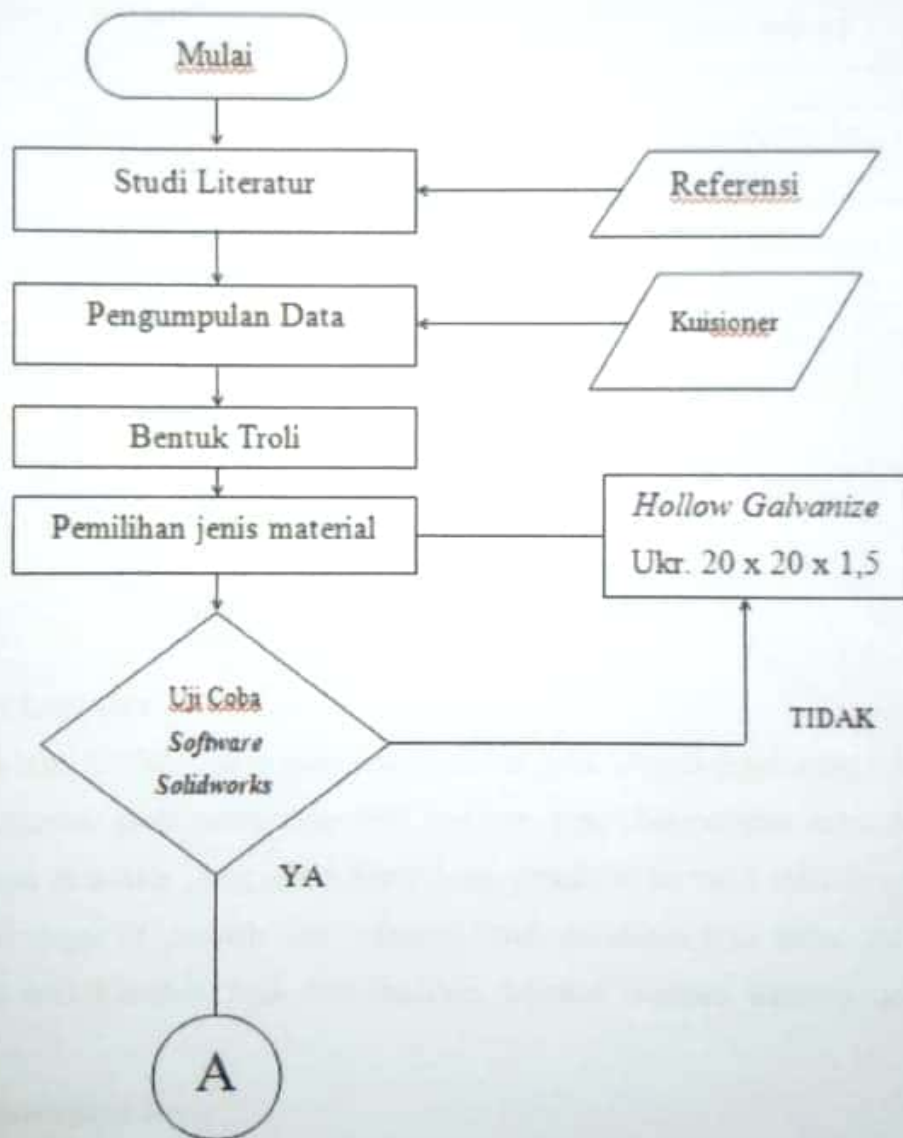 Mulai
Studi Literatur
Referensi
Pengumpulan Data
Kuisioner
Bentuk Troli
Pemilihan jenis material
Hollow Galvanize
Ukr. 20 x 20 x 1,5
Uji Coba
Software
Solidworks
TIDAK
YA
A